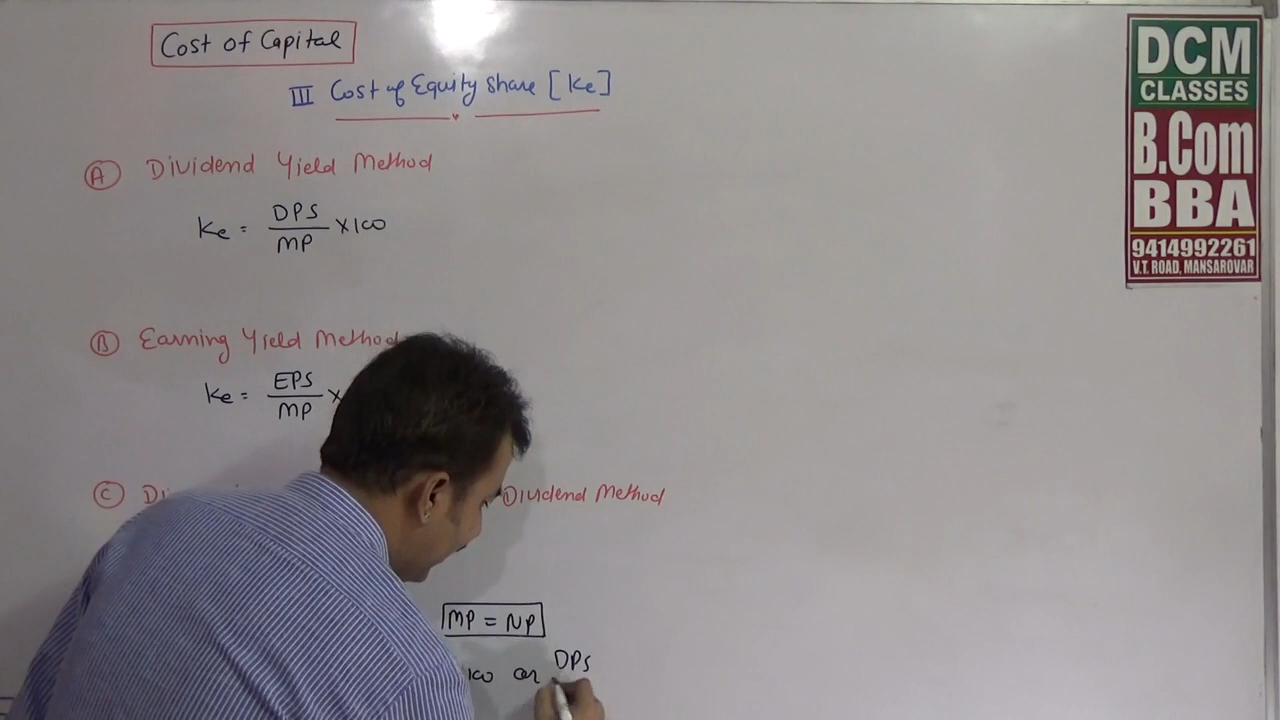 Cost of Capital
III Cost of Equity Share [Ke]
A Dividend Yield Method
Ke = DPS / MP ×100
B Earning Yield Method
Ke = EPS / MP ×
C Di Dividend Method
MP = NP
100 or DPS
DCM
CLASSES
B.Com
BBA
9414992261
V.T. ROAD, MANSAROVAR